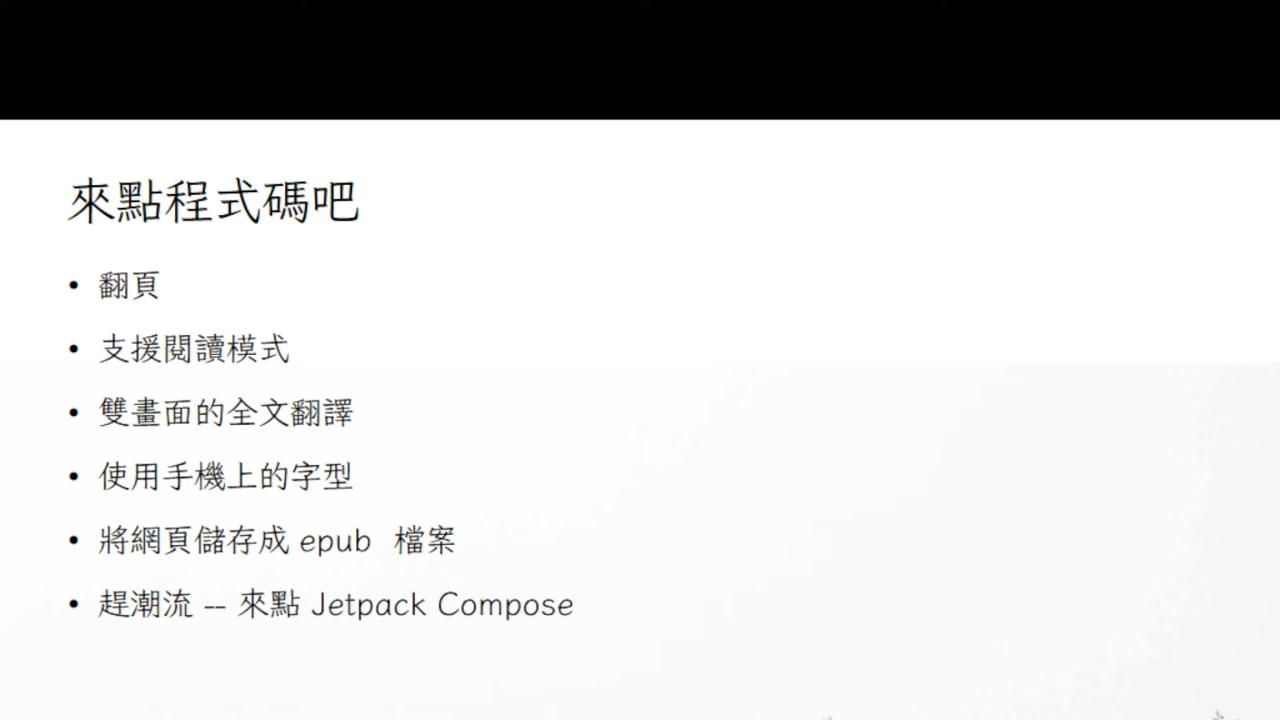 來點程式碼吧
• 翻頁
• 支援閱讀模式
• 雙畫面的全文翻譯
• 使用手機上的字型
• 將網頁儲存成 epub 檔案
• 趕潮流 -- 來點 Jetpack Compose